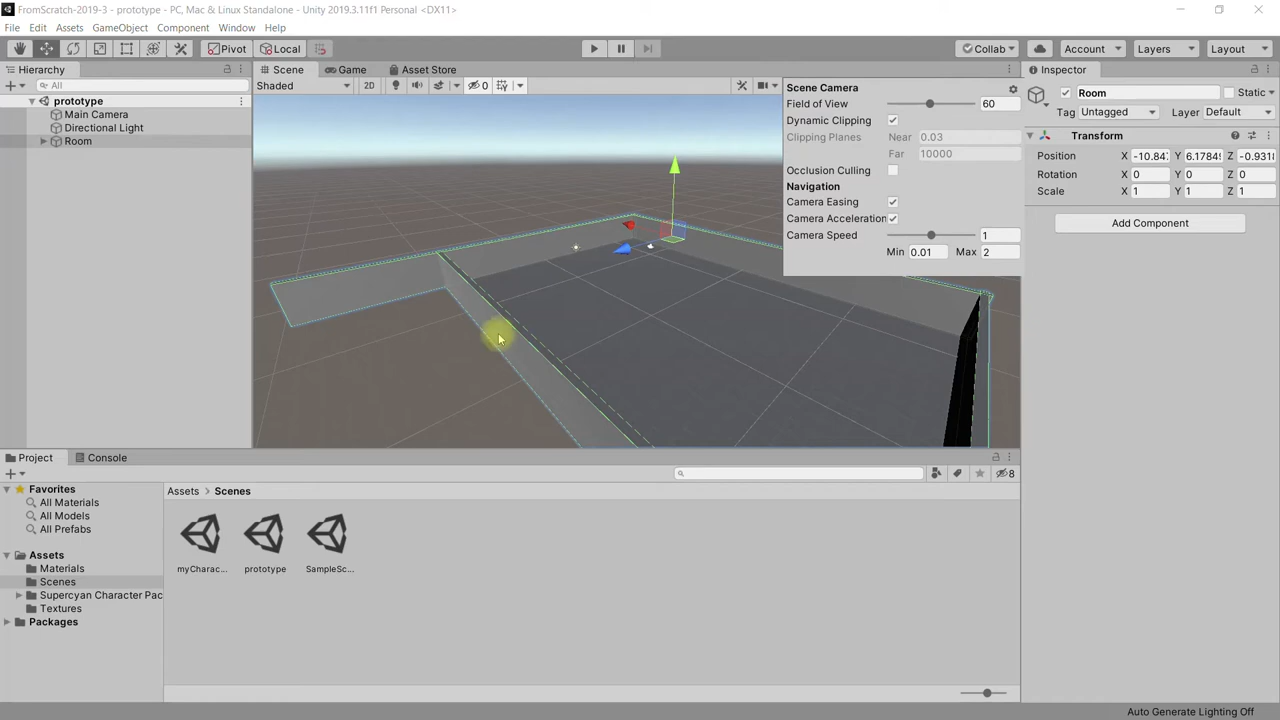 FromScratch-2019-3 - prototype - PC, Mac & Linux Standalone - Unity 2019.3.11f1 Personal <DX11>
File Edit Assets GameObject Component Window Help
Pivot Local Collab Account Layers Layout
Hierarchy
All
prototype
Main Camera
Directional Light
Room
Scene Game Asset Store
Shaded 2D 0
Scene Camera
Field of View 60
Dynamic Clipping
Clipping Planes Near 0.03
Far 10000
Occlusion Culling
Navigation
Camera Easing
Camera Acceleration
Camera Speed 1
Min 0.01 Max 2
Inspector
Room Static
Tag Untagged Layer Default
Transform
Position X -10.847 Y 6.1784 Z -0.931
Rotation X 0 Y 0 Z 0
Scale X 1 Y 1 Z 1
Add Component
Project Console
8
Favorites
All Materials
All Models
All Prefabs
Assets
Materials
Scenes
Supercyan Character Pac
Textures
Packages
Assets > Scenes
myCharac... prototype SampleSc...
Auto Generate Lighting Off